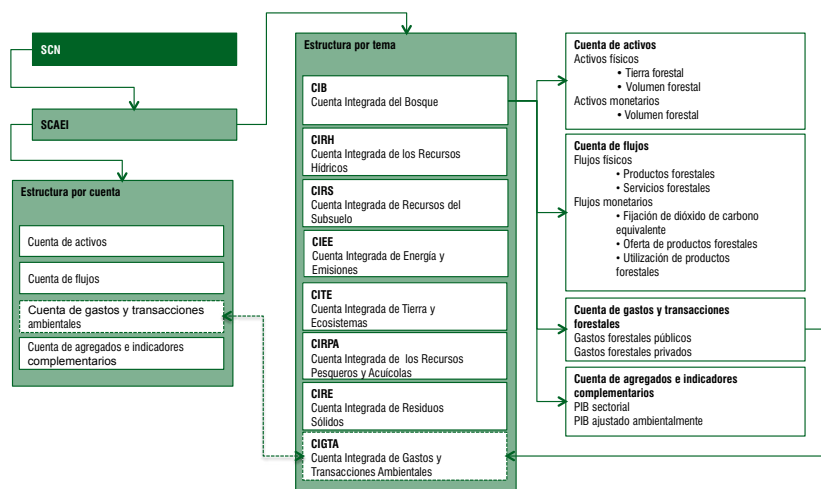 SCN
SCAEI
Estructura por cuenta
Cuenta de activos
Cuenta de flujos
Cuenta de gastos y transacciones
ambientales
Cuenta de agregados e indicadores
complementarios
Estructura por tema
CIB
Cuenta Integrada del Bosque
CIRH
Cuenta Integrada de los Recursos
Hídricos
CIRS
Cuenta Integrada de Recursos del
Subsuelo
CIEE
Cuenta Integrada de Energía y
Emisiones
CITE
Cuenta Integrada de Tierra y
Ecosistemas
CIRPA
Cuenta Integrada de los Recursos
Pesqueros y Acuícolas
CIRE
Cuenta Integrada de Residuos
Sólidos
CIGTA
Cuenta Integrada de Gastos y
Transacciones Ambientales
Cuenta de activos
Activos físicos
• Tierra forestal
• Volumen forestal
Activos monetarios
• Volumen forestal
Cuenta de flujos
Flujos físicos
• Productos forestales
• Servicios forestales
Flujos monetarios
• Fijación de dióxido de carbono
equivalente
• Oferta de productos forestales
• Utilización de productos
forestales
Cuenta de gastos y transacciones
forestales
Gastos forestales públicos
Gastos forestales privados
Cuenta de agregados e indicadores
complementarios
PIB sectorial
PIB ajustado ambientalmente